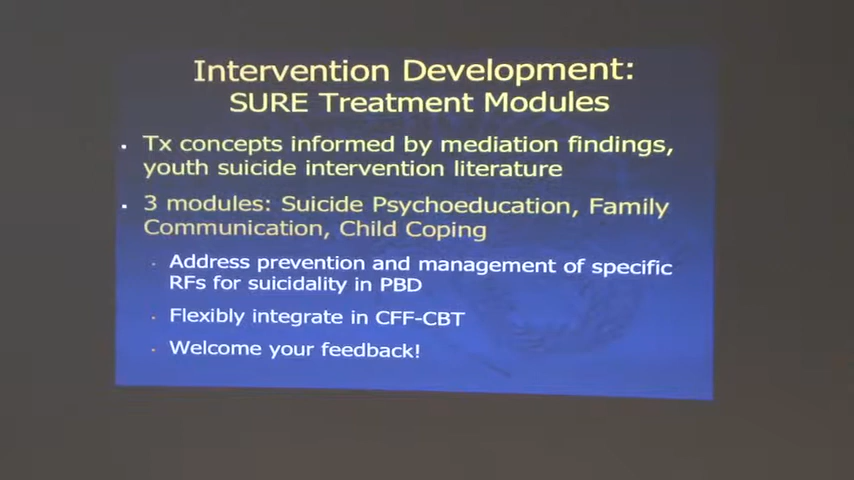 Intervention Development:
SURE Treatment Modules
• Tx concepts informed by mediation findings,
youth suicide intervention literature
• 3 modules: Suicide Psychoeducation, Family
Communication, Child Coping
• Address prevention and management of specific
RFs for suicidality in PBD
• Flexibly integrate in CFF-CBT
• Welcome your feedback!